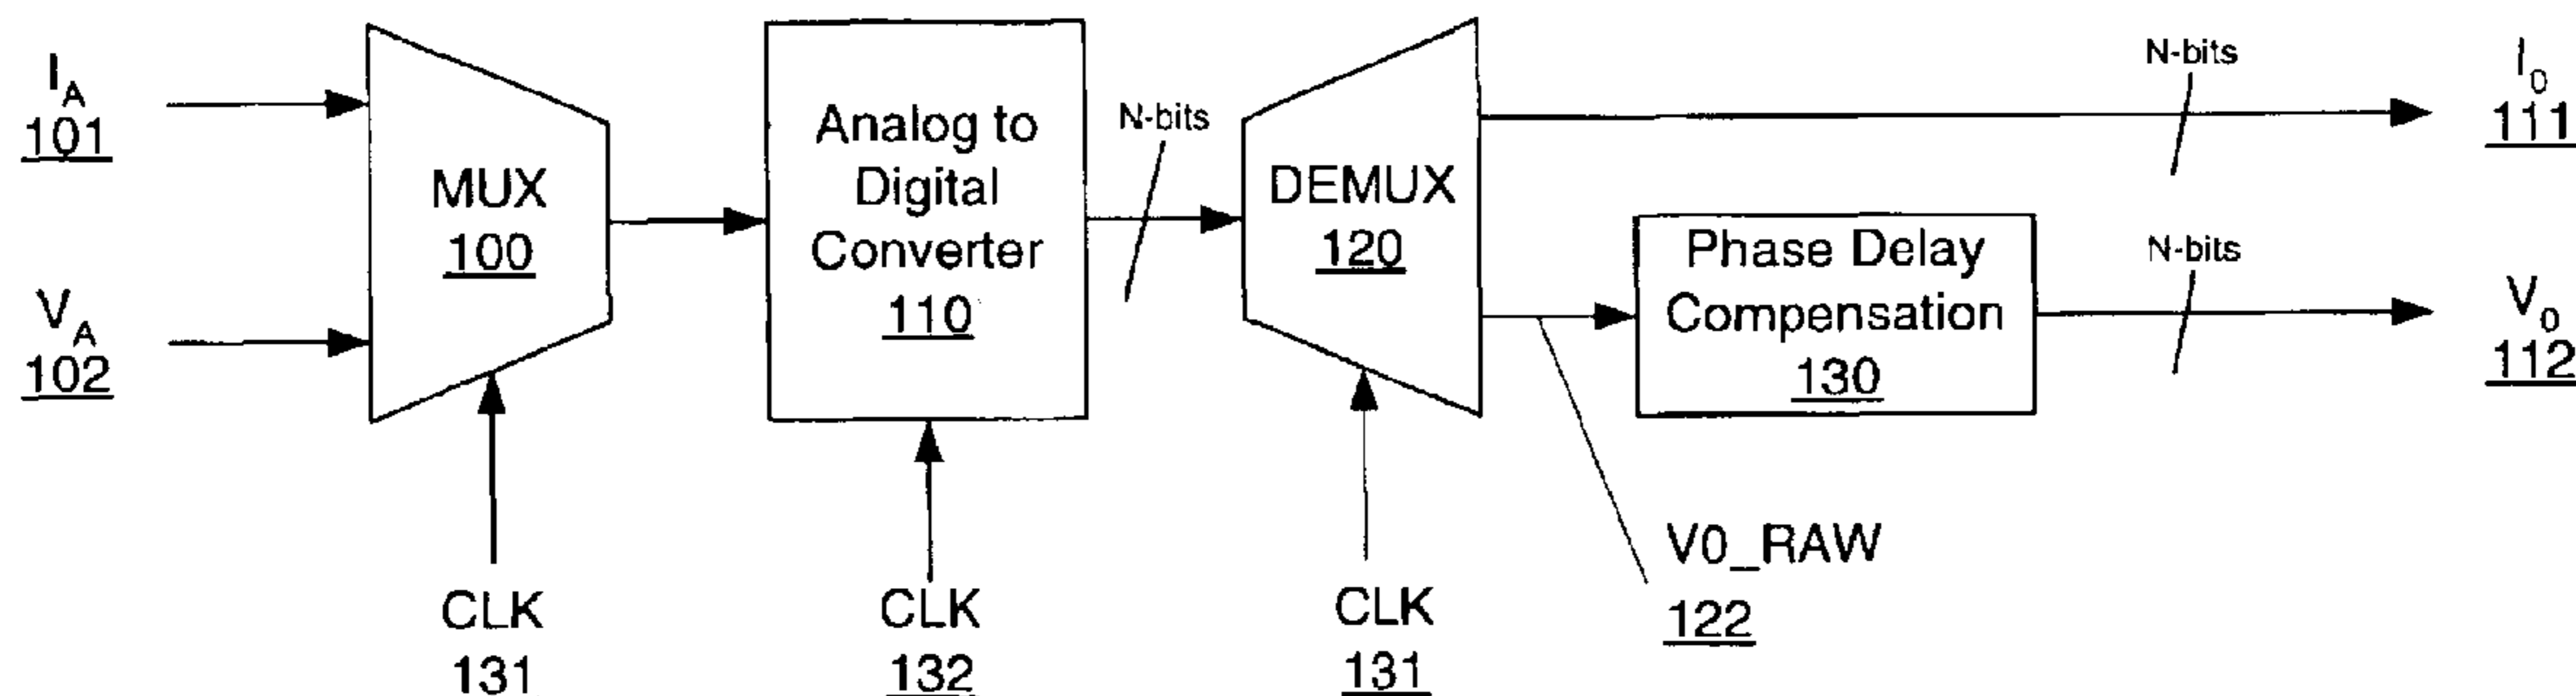 I_A
101
V_A
102
MUX
100
CLK
131
Analog to
Digital
Converter
110
CLK
132
N-bits
DEMUX
120
CLK
131
V0_RAW
122
Phase Delay
Compensation
130
N-bits
N-bits
I_0
111
V_0
112